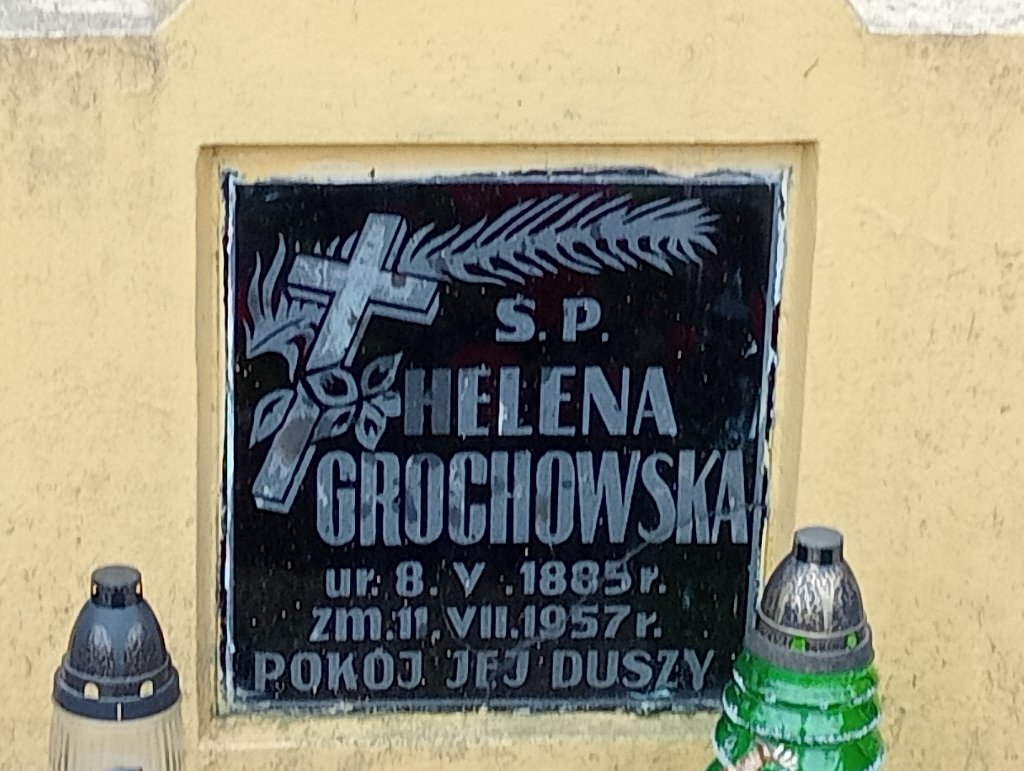 Ś.P.
HELENA
GROCHOWSKA
ur. 8. V. 1885 r.
zm. 11. VII. 1957 r.
POKÓJ JEJ DUSZY